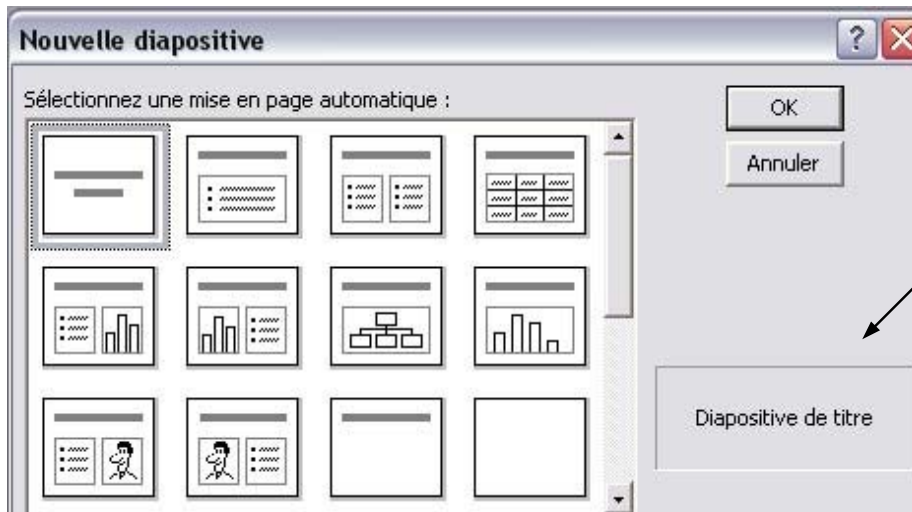 Nouvelle diapositive
Sélectionnez une mise en page automatique :
OK
Annuler
Diapositive de titre